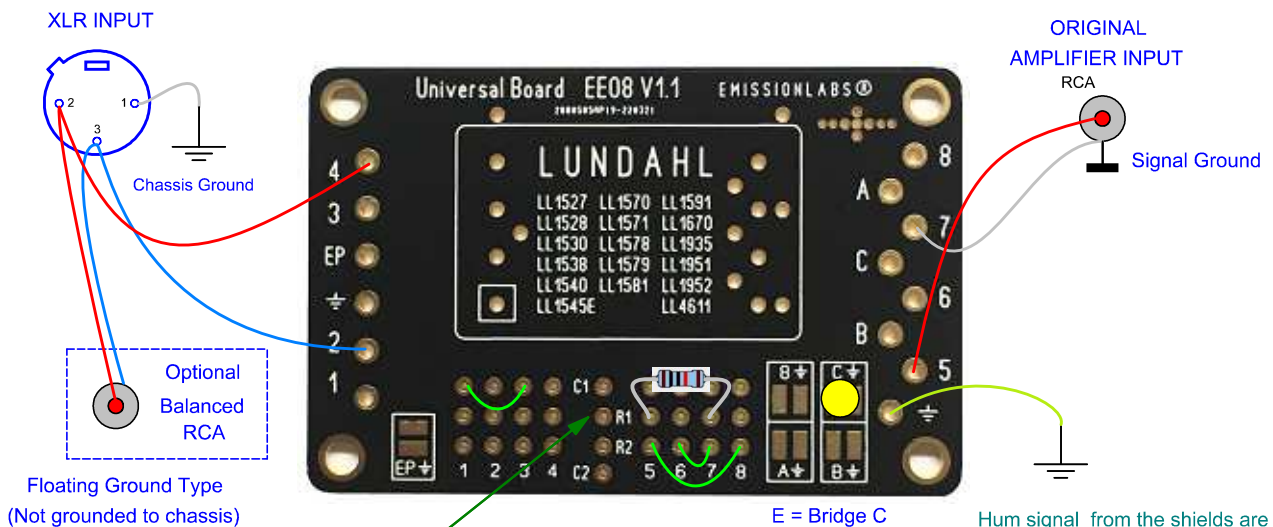 XLR INPUT
2
1
3
Chassis Ground
Optional
Balanced
RCA
Floating Ground Type
(Not grounded to chassis)
Universal Board EE08 V1.1
EMISSIONLABS®
LUNDAHL
LL1527 LL1570 LL1591
LL1528 LL1571 LL1670
LL1530 LL1578 LL1935
LL1538 LL1579 LL1951
LL1540 LL1581 LL1952
LL1545E LL4611
4
3
EP
2
1
8
A
7
C
6
B
5
C1
R1
R2
C2
1 2 3 4
5 6 7 8
EP
B
C
A
B
E = Bridge C
ORIGINAL
AMPLIFIER INPUT
RCA
Signal Ground
Hum signal from the shields are